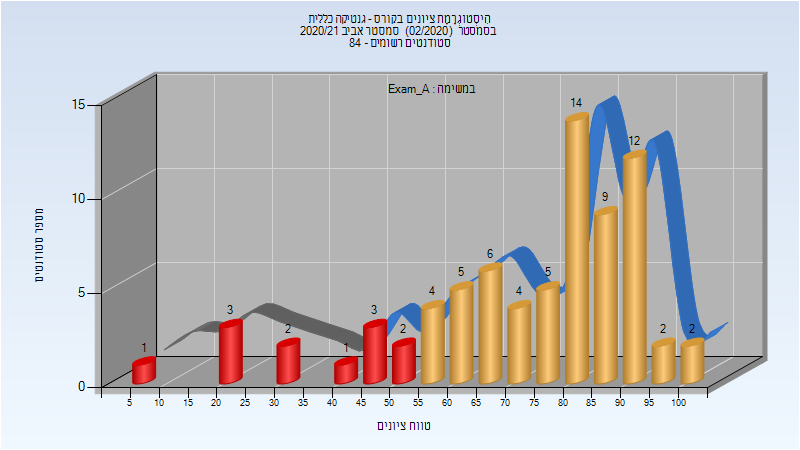 היסטוגרמת ציונים בקורס - גנטיקה כללית
בסמסטר (02/2020) סמסטר אביב 2020/21
סטודנטים רשומים - 84
במשימה : Exam_A
מספר סטודנטים
15
10
5
0
1 3 2 1 3 2 4 5 6 4 5 14 9 12 2 2
5 10 15 20 25 30 35 40 45 50 55 60 65 70 75 80 85 90 95 100
טווח ציונים